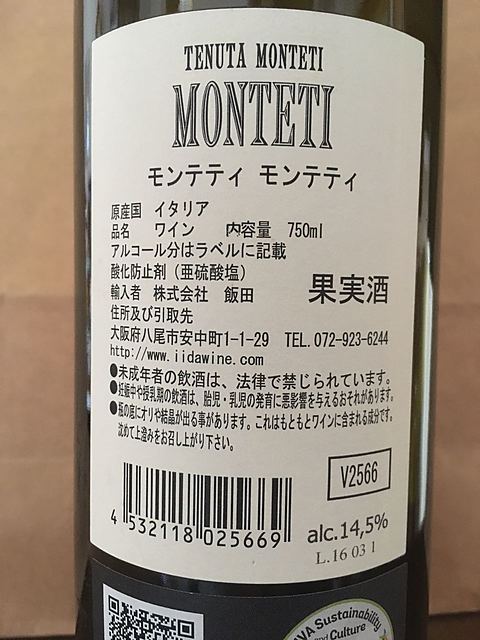 TENUTA MONTETI
MONTETI
モンテティ モンテティ
原産国 イタリア
品名 ワイン 内容量 750ml
アルコール分はラベルに記載
酸化防止剤（亜硫酸塩）
輸入者 株式会社 飯田
果実酒
住所及び引取先
大阪府八尾市安中町1-1-29 TEL.072-923-6244
http://www.iidawine.com
●未成年者の飲酒は、法律で禁じられています。
●妊娠中や授乳期の飲酒は、胎児・乳児の発育に悪影響を与えるおそれがあります。
●瓶の底にオリや結晶が出る事があります。これはもともとワインに含まれる成分です。
沈めて上澄みをお召し上がり下さい。
V2566
4 532118 025669
alc.14,5%
L.16 03 1
VIVA Sustainability
and Culture